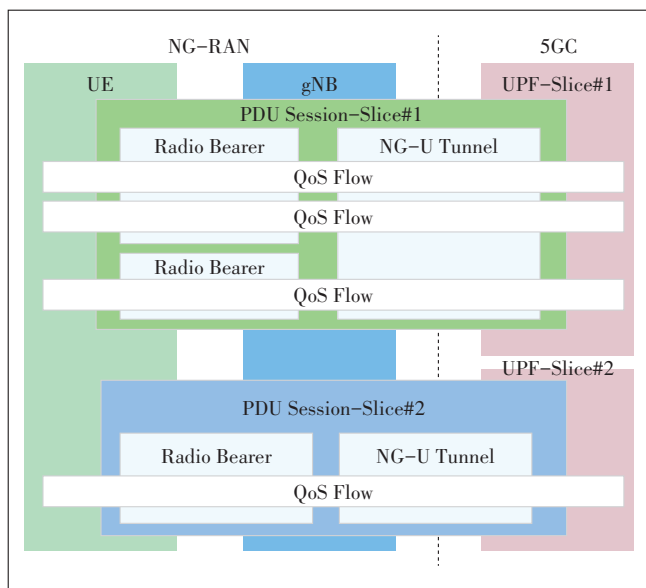 NG-RAN
5GC
UE
gNB
UPF-Slice#1
PDU Session-Slice#1
Radio Bearer
NG-U Tunnel
QoS Flow
QoS Flow
Radio Bearer
QoS Flow
UPF-Slice#2
PDU Session-Slice#2
Radio Bearer
NG-U Tunnel
QoS Flow